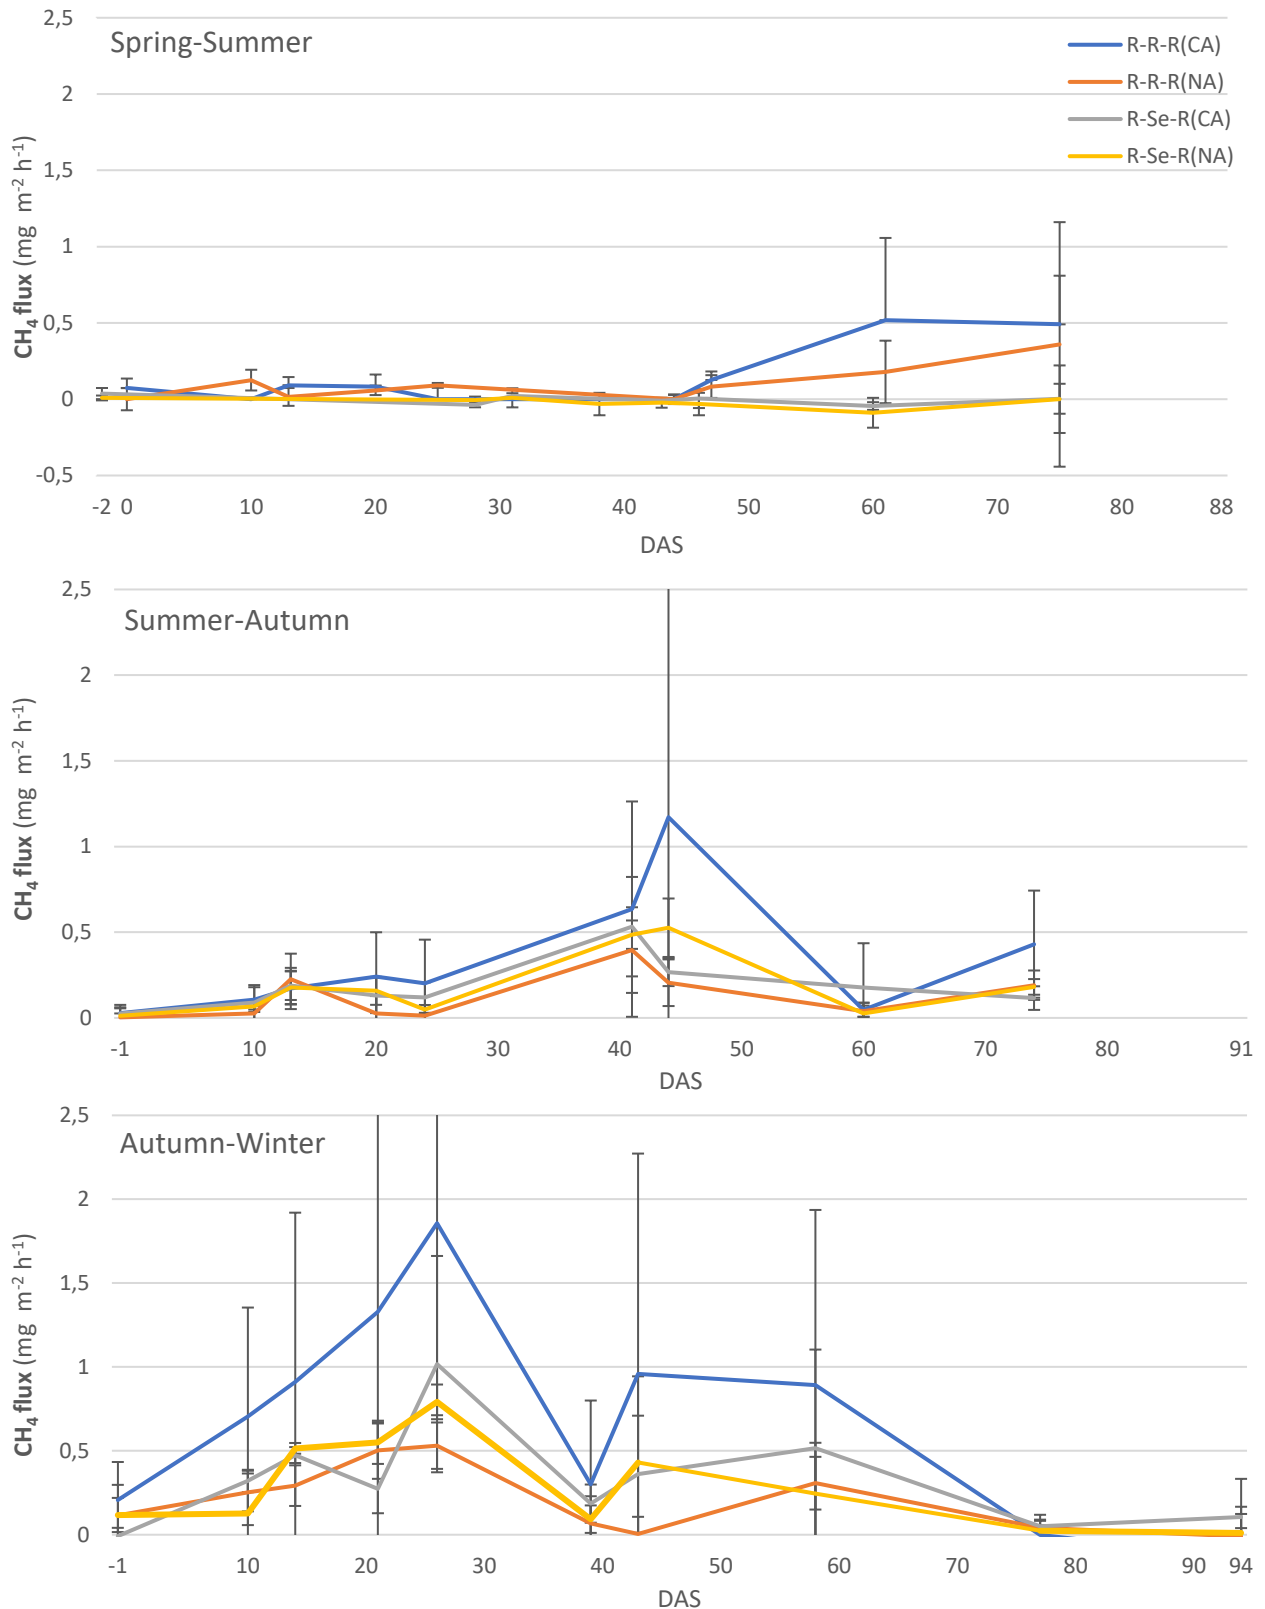 Spring-Summer
R-R-R(CA)
R-R-R(NA)
R-Se-R(CA)
R-Se-R(NA)
2,5
2
1,5
1
0,5
0
-0,5
CH₄ flux (mg m⁻² h⁻¹)
-2 0 10 20 30 40 50 60 70 80 88
DAS
Summer-Autumn
2,5
2
1,5
1
0,5
0
CH₄ flux (mg m⁻² h⁻¹)
-1 10 20 30 40 50 60 70 80 91
DAS
Autumn-Winter
2,5
2
1,5
1
0,5
0
CH₄ flux (mg m⁻² h⁻¹)
-1 10 20 30 40 50 60 70 80 90 94
DAS